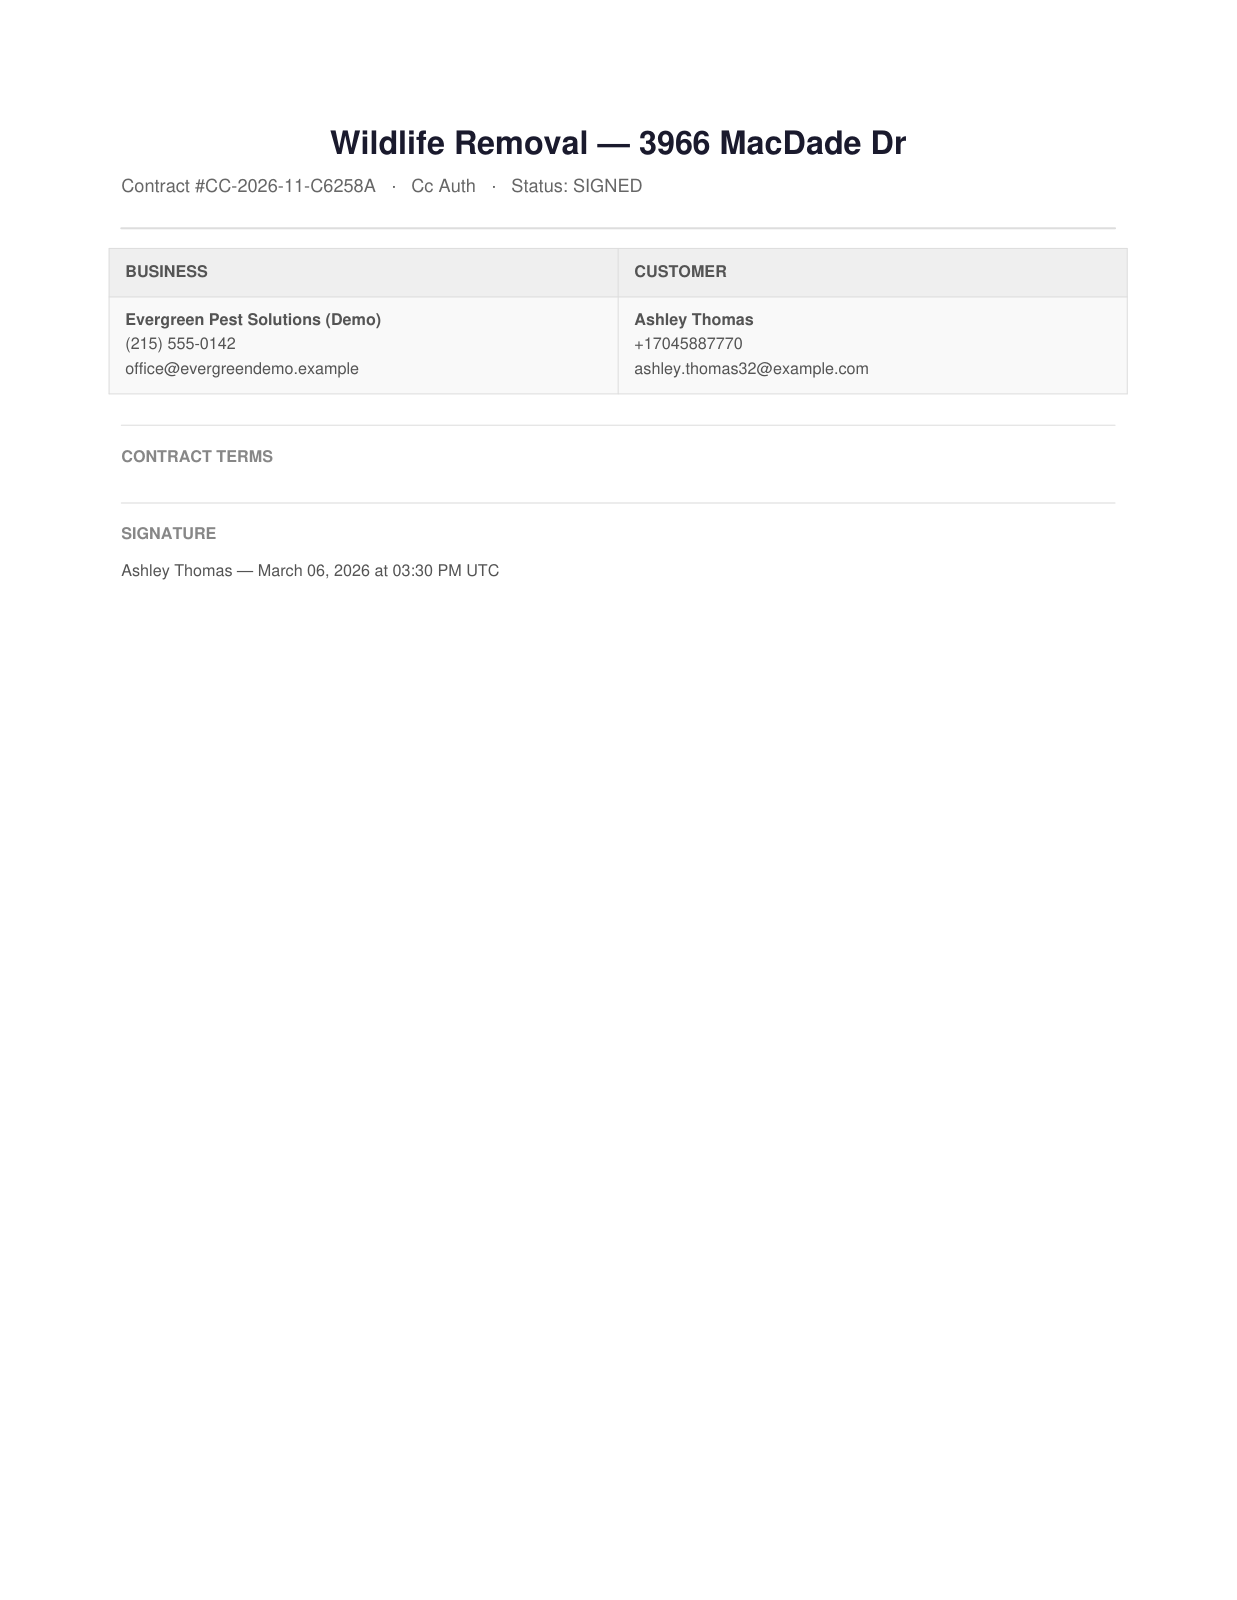 Wildlife Removal — 3966 MacDade Dr
Contract #CC-2026-11-C6258A · Cc Auth · Status: SIGNED
BUSINESS
CUSTOMER
Evergreen Pest Solutions (Demo)
(215) 555-0142
office@evergreendemo.example
Ashley Thomas
+17045887770
ashley.thomas32@example.com
CONTRACT TERMS
SIGNATURE
Ashley Thomas — March 06, 2026 at 03:30 PM UTC